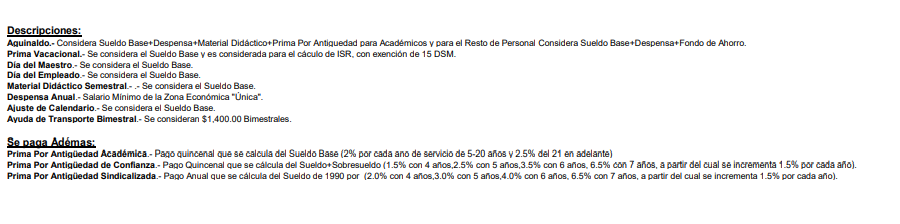 Descripciones:
Aguinaldo.- Considera Sueldo Base+Despensa+Material Didáctico+Prima Por Antiguedad para Académicos y para el Resto de Personal Considera Sueldo Base+Despensa+Fondo de Ahorro.
Prima Vacacional.- Se considera el Sueldo Base y es considerada para el cáculo de ISR, con exención de 15 DSM.
Día del Maestro.- Se considera el Sueldo Base.
Día del Empleado.- Se considera el Sueldo Base.
Material Didáctico Semestral.- .- Se considera el Sueldo Base.
Despensa Anual.- Salario Mínimo de la Zona Económica "Única".
Ajuste de Calendario.- Se considera el Sueldo Base.
Ayuda de Transporte Bimestral.- Se consideran $1,400.00 Bimestrales.
Se paga Adémas:
Prima Por Antigüedad Académica.- Pago quincenal que se calcula del Sueldo Base (2% por cada ano de servicio de 5-20 años y 2.5% del 21 en adelante)
Prima Por Antigüedad de Confianza.- Pago Quincenal que se cálcula del Sueldo+Sobresueldo (1.5% con 4 años,2.5% con 5 años,3.5% con 6 años, 6.5% con 7 años, a partir del cual se incrementa 1.5% por cada año).
Prima Por Antigüedad Sindicalizada.- Pago Anual que se cálcula del Sueldo de 1990 por (2.0% con 4 años,3.0% con 5 años,4.0% con 6 años, 6.5% con 7 años, a partir del cual se incrementa 1.5% por cada año).